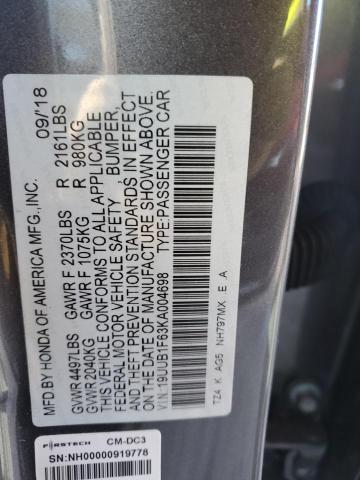 MFD BY HONDA OF AMERICA MFG.,INC. 09/18
GVWR 4497LBS GAWR F 2370LBS R 2161LBS
GVWR 2040KG GAWR F 1075KG R 980KG
THIS VEHICLE CONFORMS TO ALL APPLICABLE
FEDERAL MOTOR VEHICLE SAFETY, BUMPER,
AND THEFT PREVENTION STANDARDS IN EFFECT
ON THE DATE OF MANUFACTURE SHOWN ABOVE.
V·I·N:19UUB1F63KA004698 TYPE:PASSENGER CAR
TZ4 K AG5 NH797MX E A
FIRSTECH CM-DC3
SN:NH00000919778